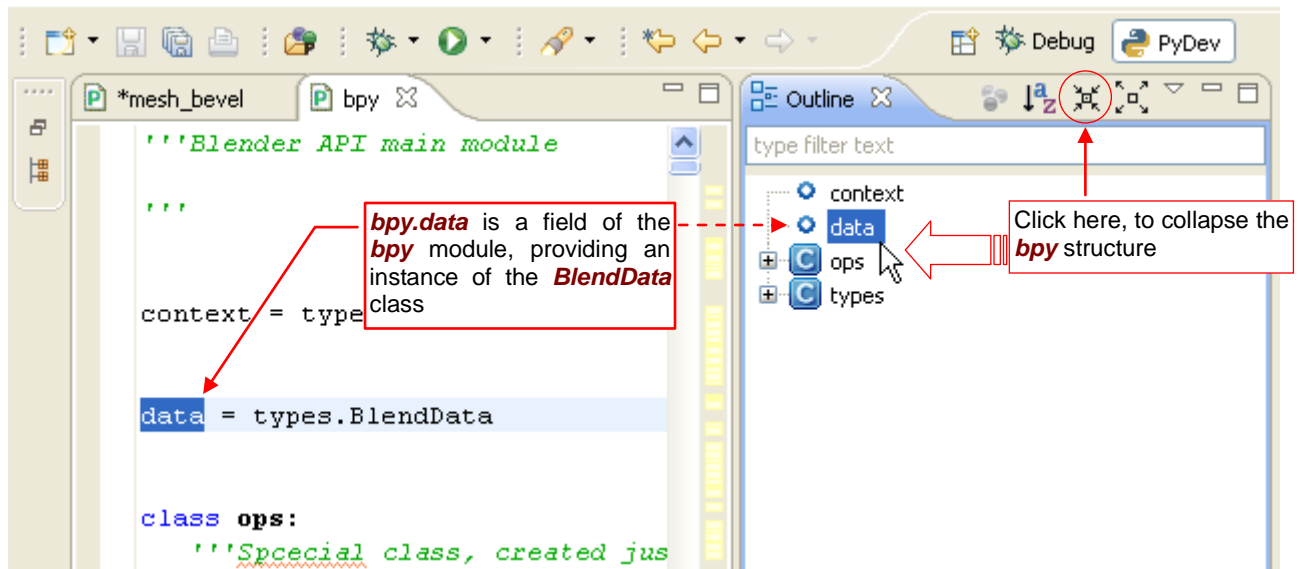 Debug
PyDev
*mesh_bevel
bpy
Outline
type filter text
'''Blender API main module
'''
context = type
data = types.BlendData
class ops:
'''Spcecial class, created jus
bpy.data is a field of the
bpy module, providing an
instance of the BlendData
class
context
data
ops
types
Click here, to collapse the
bpy structure